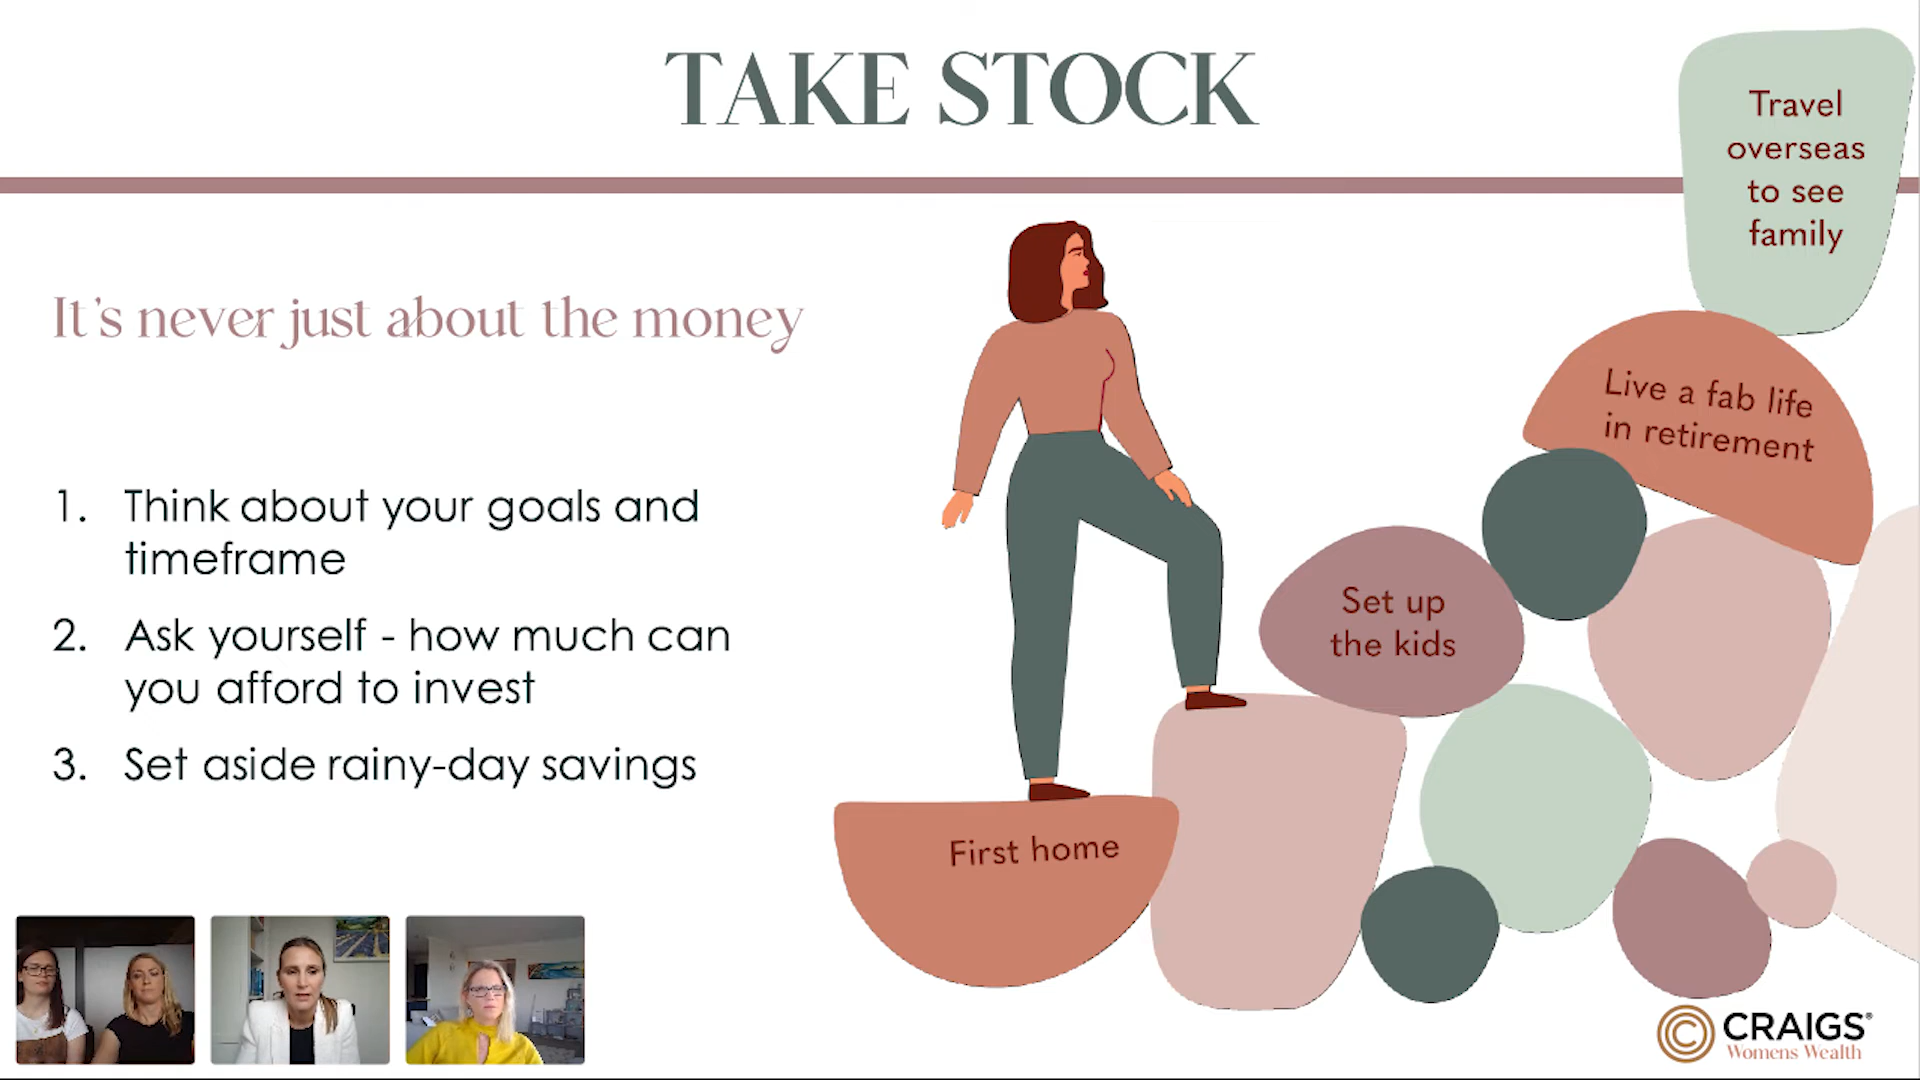 TAKE STOCK
Travel
overseas
to see
family
It's never just about the money
Live a fab life
in retirement
1. Think about your goals and
timeframe
2. Ask yourself - how much can
you afford to invest
3. Set aside rainy-day savings
Set up
the kids
First home
CRAIGS®
Womens Wealth